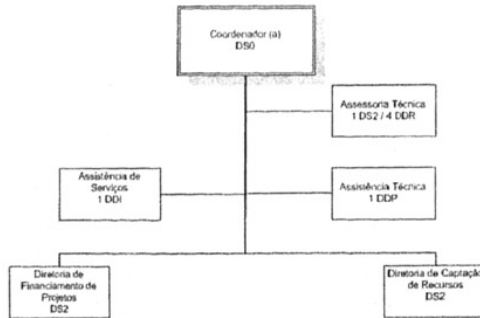 Coordenador (a)
DS0
Assessoria Técnica
1 DS2 / 4 DDR
Assistência de
Serviços
1 DDI
Assistência Técnica
1 DDP
Diretoria de
Financiamento de
Projetos
DS2
Diretoria de Captação
de Recursos
DS2